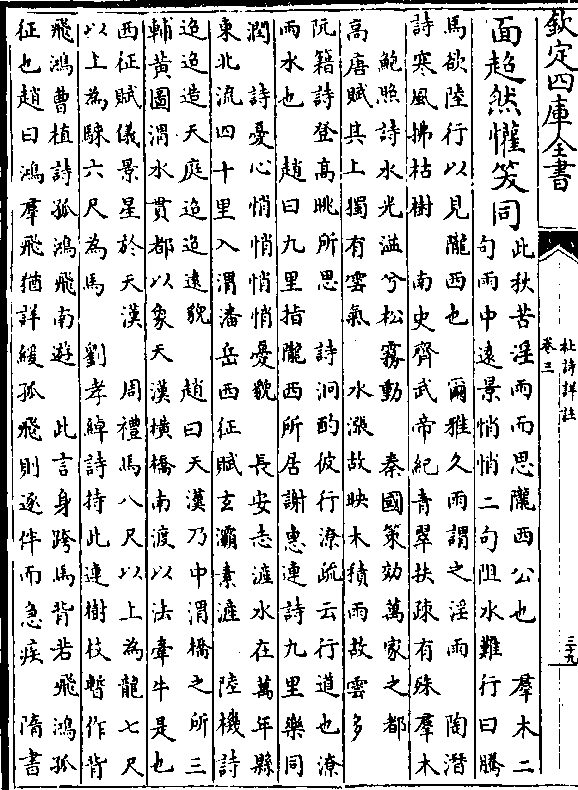 欽定四庫全書
杜詩詳註
卷三
三十九
面超然懽笑同
此秋苦淫雨而思隴西公也 羣木二
句雨中遠景悄悄二句阻水難行曰騰
馬欲陸行以見隴西也 爾雅久雨謂之淫雨 陶潛
詩寒風拂枯樹 南史齊武帝紀青翠扶疎有殊羣木
鮑照詩水光溢兮松霧動 秦國策効萬家之都
高唐賦其上獨有雲氣 水漲故映木積雨故雲多
阮籍詩登高眺所思 詩泂酌彼行潦疏云行道也潦
雨水也 趙曰九里指隴西所居謝惠連詩九里樂同
潤 詩憂心悄悄悄悄憂貌 長安志滻水在萬年縣
東北流四十里入渭潘岳西征賦玄灞素滻 陸機詩
迢迢造天庭迢迢遠貌 趙曰天漢乃中渭橋之所三
輔黃圖渭水貫都以象天漢橫橋南渡以法牽牛是也
西征賦儀景星於天漢 周禮馬八尺以上為龍七尺
以上為騋六尺為馬 劉孝綽詩持此連樹枝暫作背
飛鴻曹植詩孤鴻飛南遊 此言身跨馬背若飛鴻孤
征也趙曰鴻羣飛猶詳緩孤飛則逐伴而急疾 隋書